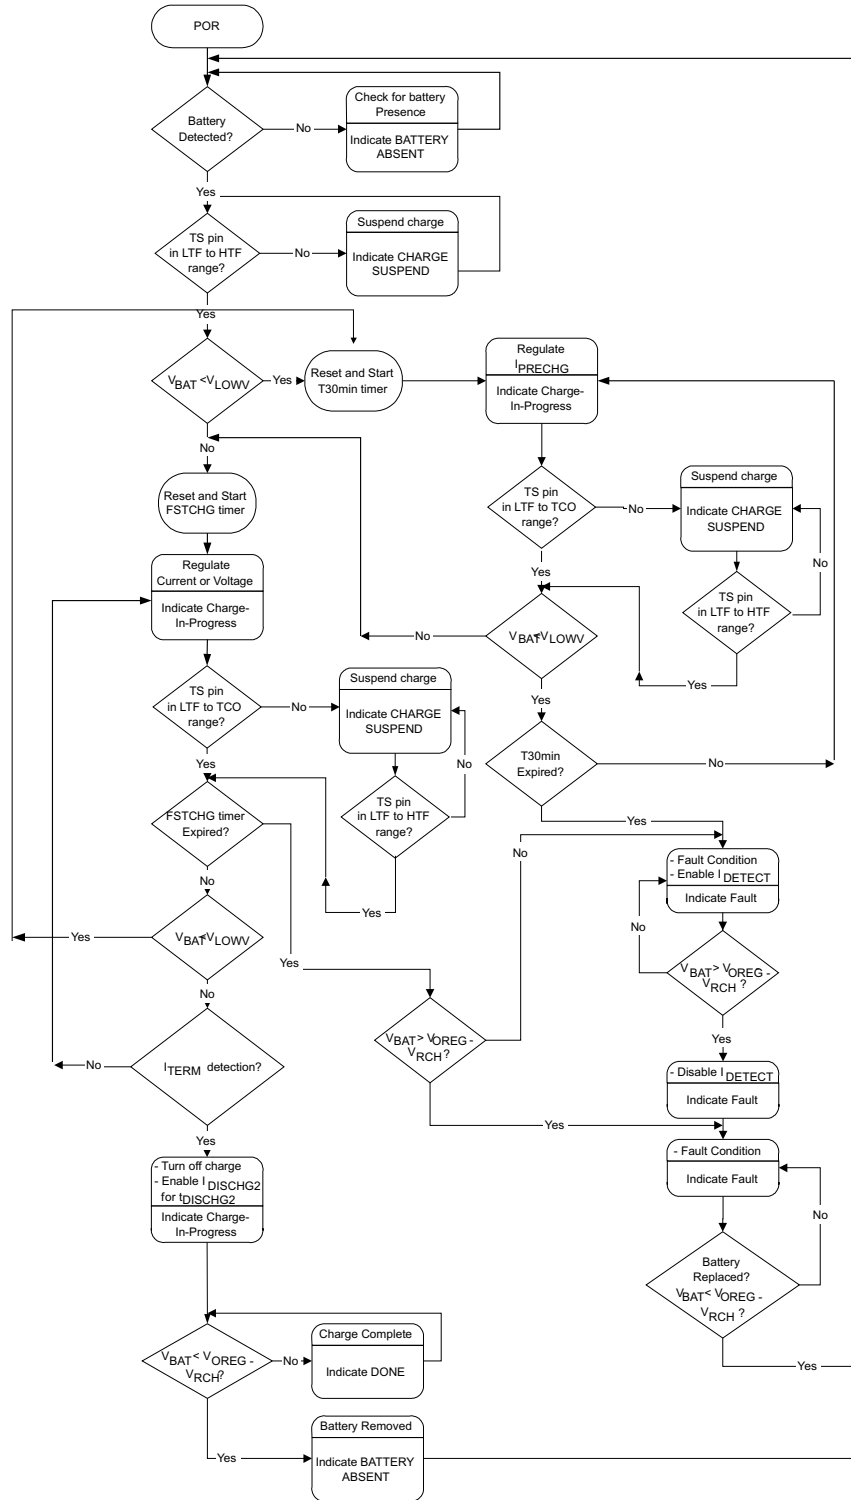 POR
Battery
Detected?
No
Check for battery
Presence
Indicate BATTERY
ABSENT
Yes
TS pin
in LTF to HTF
range?
No
Suspend charge
Indicate CHARGE
SUSPEND
Yes
VBAT <VLOWV
Yes
Reset and Start
T30min timer
Regulate
IPRECHG
Indicate Charge-
In-Progress
No
Reset and Start
FSTCHG timer
TS pin
in LTF to TCO
range?
No
Suspend charge
Indicate CHARGE
SUSPEND
No
Yes
TS pin
in LTF to HTF
range?
Yes
Regulate
Current or Voltage
Indicate Charge-
In-Progress
No
VBAT<VLOWV
Yes
TS pin
in LTF to TCO
range?
No
Suspend charge
Indicate CHARGE
SUSPEND
No
Yes
TS pin
in LTF to HTF
range?
Yes
T30min
Expired?
No
Yes
FSTCHG timer
Expired?
No
Yes
No
- Fault Condition
- Enable IDETECT
Indicate Fault
No
VBAT> VOREG -
VRCH ?
Yes
Yes
VBAT<VLOWV
No
VBAT> VOREG -
VRCH ?
Yes
- Disable IDETECT
Indicate Fault
No
ITERM detection?
Yes
- Fault Condition
Indicate Fault
No
Battery
Replaced?
VBAT< VOREG -
VRCH ?
Yes
- Turn off charge
- Enable IDISCHG2
for tDISCHG2
Indicate Charge-
In-Progress
VBAT< VOREG -
VRCH?
No
Charge Complete
Indicate DONE
Yes
Battery Removed
Indicate BATTERY
ABSENT